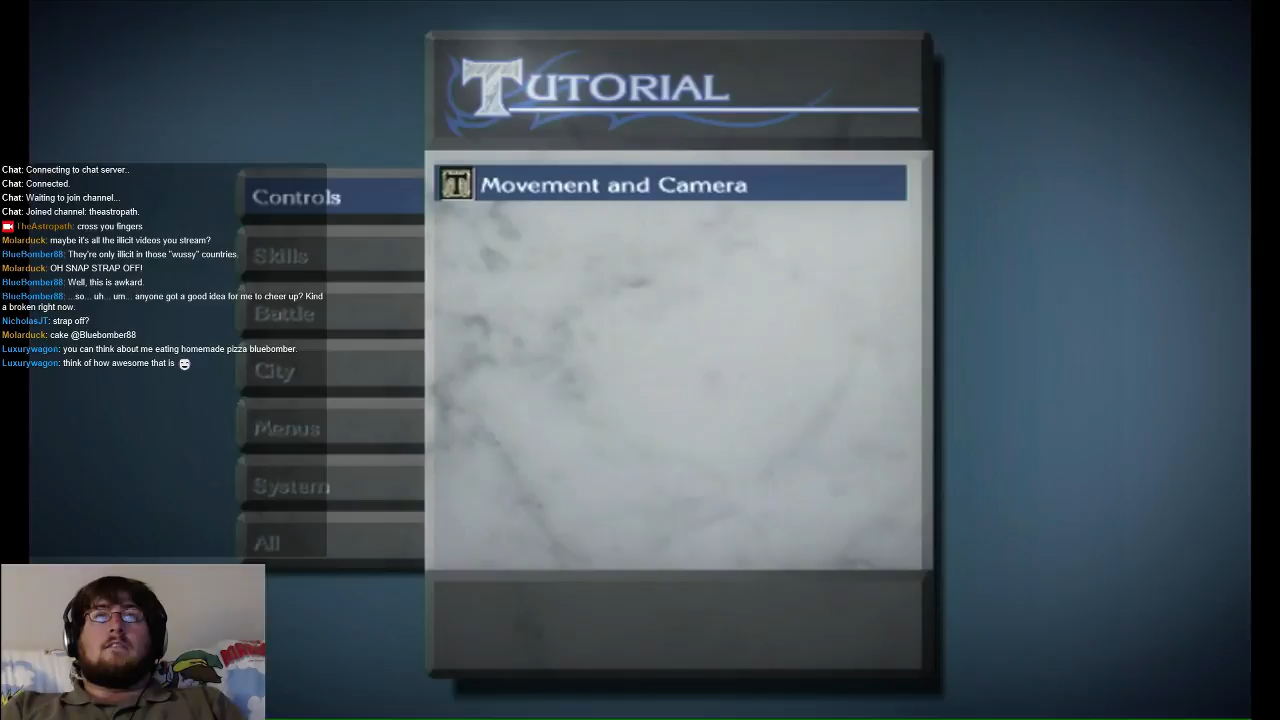 TUTORIAL
T Movement and Camera
Controls
Skills
Battle
City
Menus
System
All
Chat: Connecting to chat server..
Chat: Connected.
Chat: Waiting to join channel...
Chat: Joined channel: theastropath.
TheAstropath: cross you fingers
Molarduck: maybe it's all the illicit videos you stream?
BlueBomber88: They're only illicit in those "wussy" countries.
Molarduck: OH SNAP STRAP OFF!
BlueBomber88: Well, this is awkard.
BlueBomber88: ...so... uh... um... anyone got a good idea for me to cheer up? Kind
a broken right now.
NicholasJT: strap off?
Molarduck: cake @Bluebomber88
Luxurywagon: you can think about me eating homemade pizza bluebomber.
Luxurywagon: think of how awesome that is